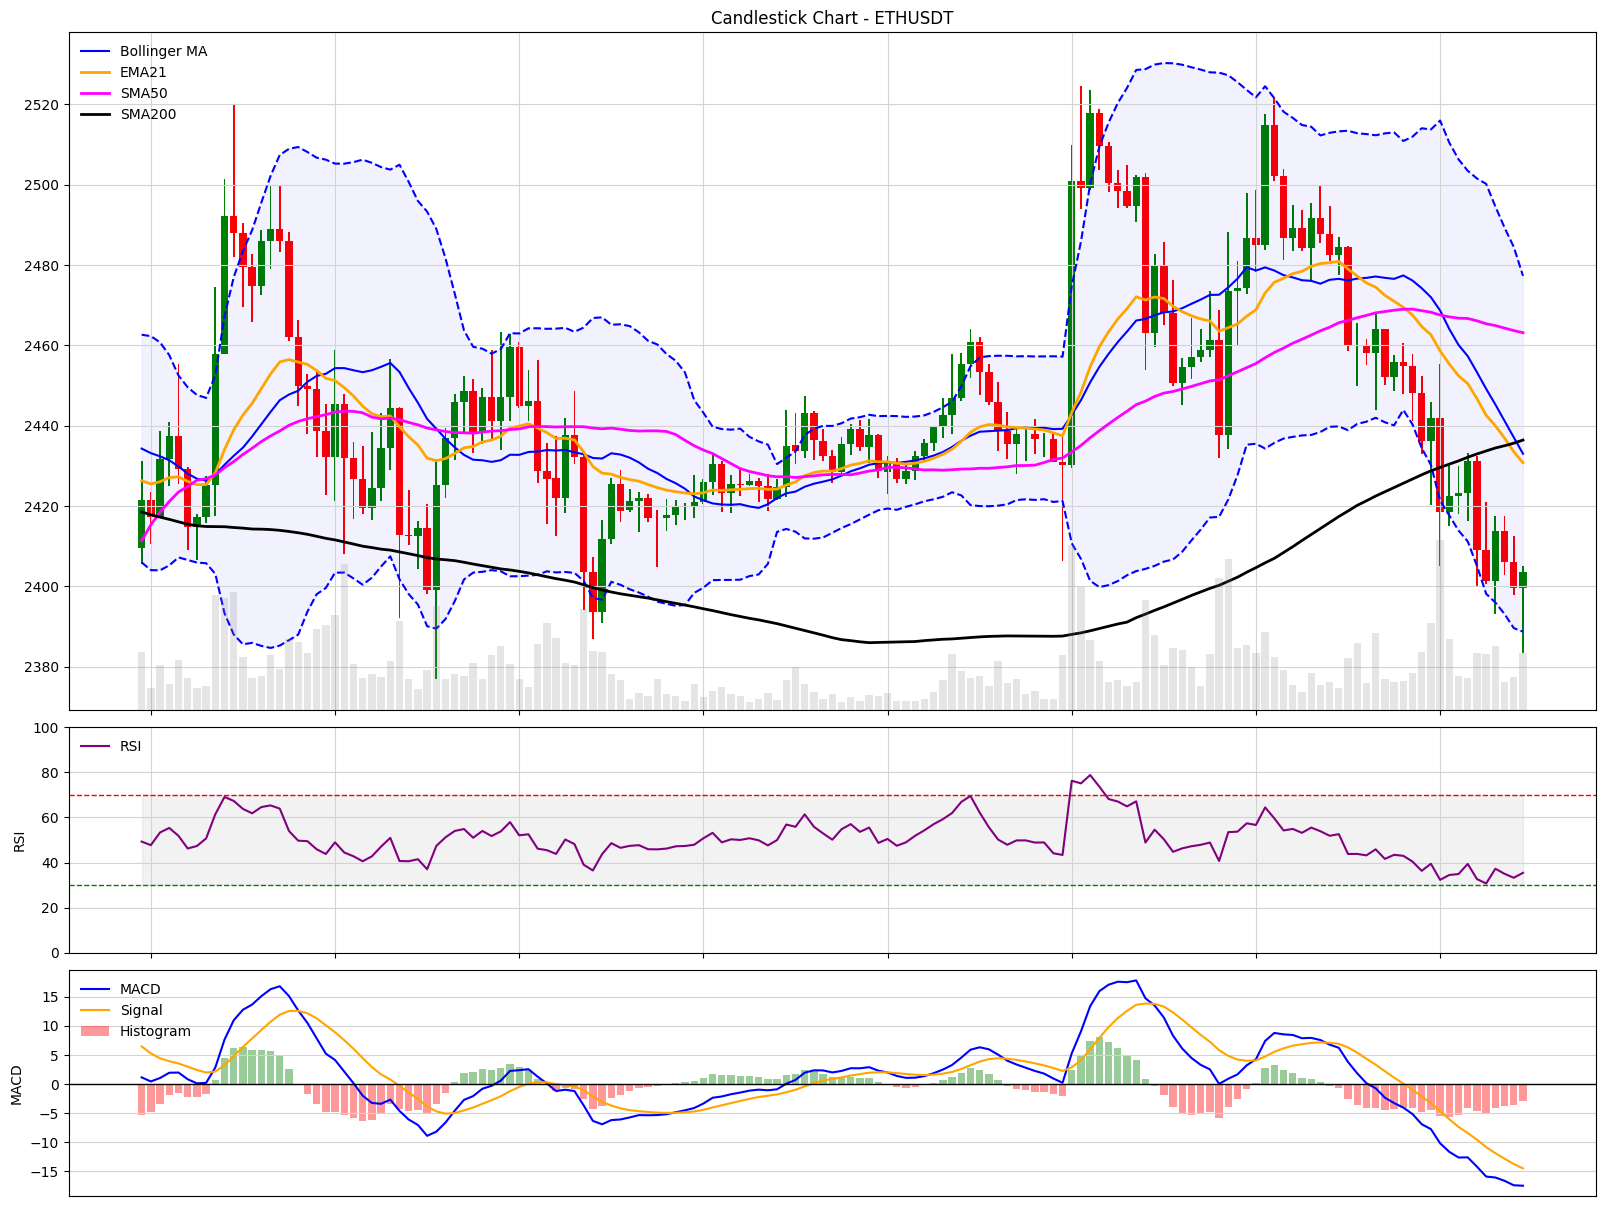 Candlestick Chart - ETHUSDT
Bollinger MA
EMA21
SMA50
SMA200
2520
2500
2480
2460
2440
2420
2400
2380
100
80
60
40
20
0
RSI
RSI
15
10
5
0
−5
−10
−15
MACD
MACD
Signal
Histogram